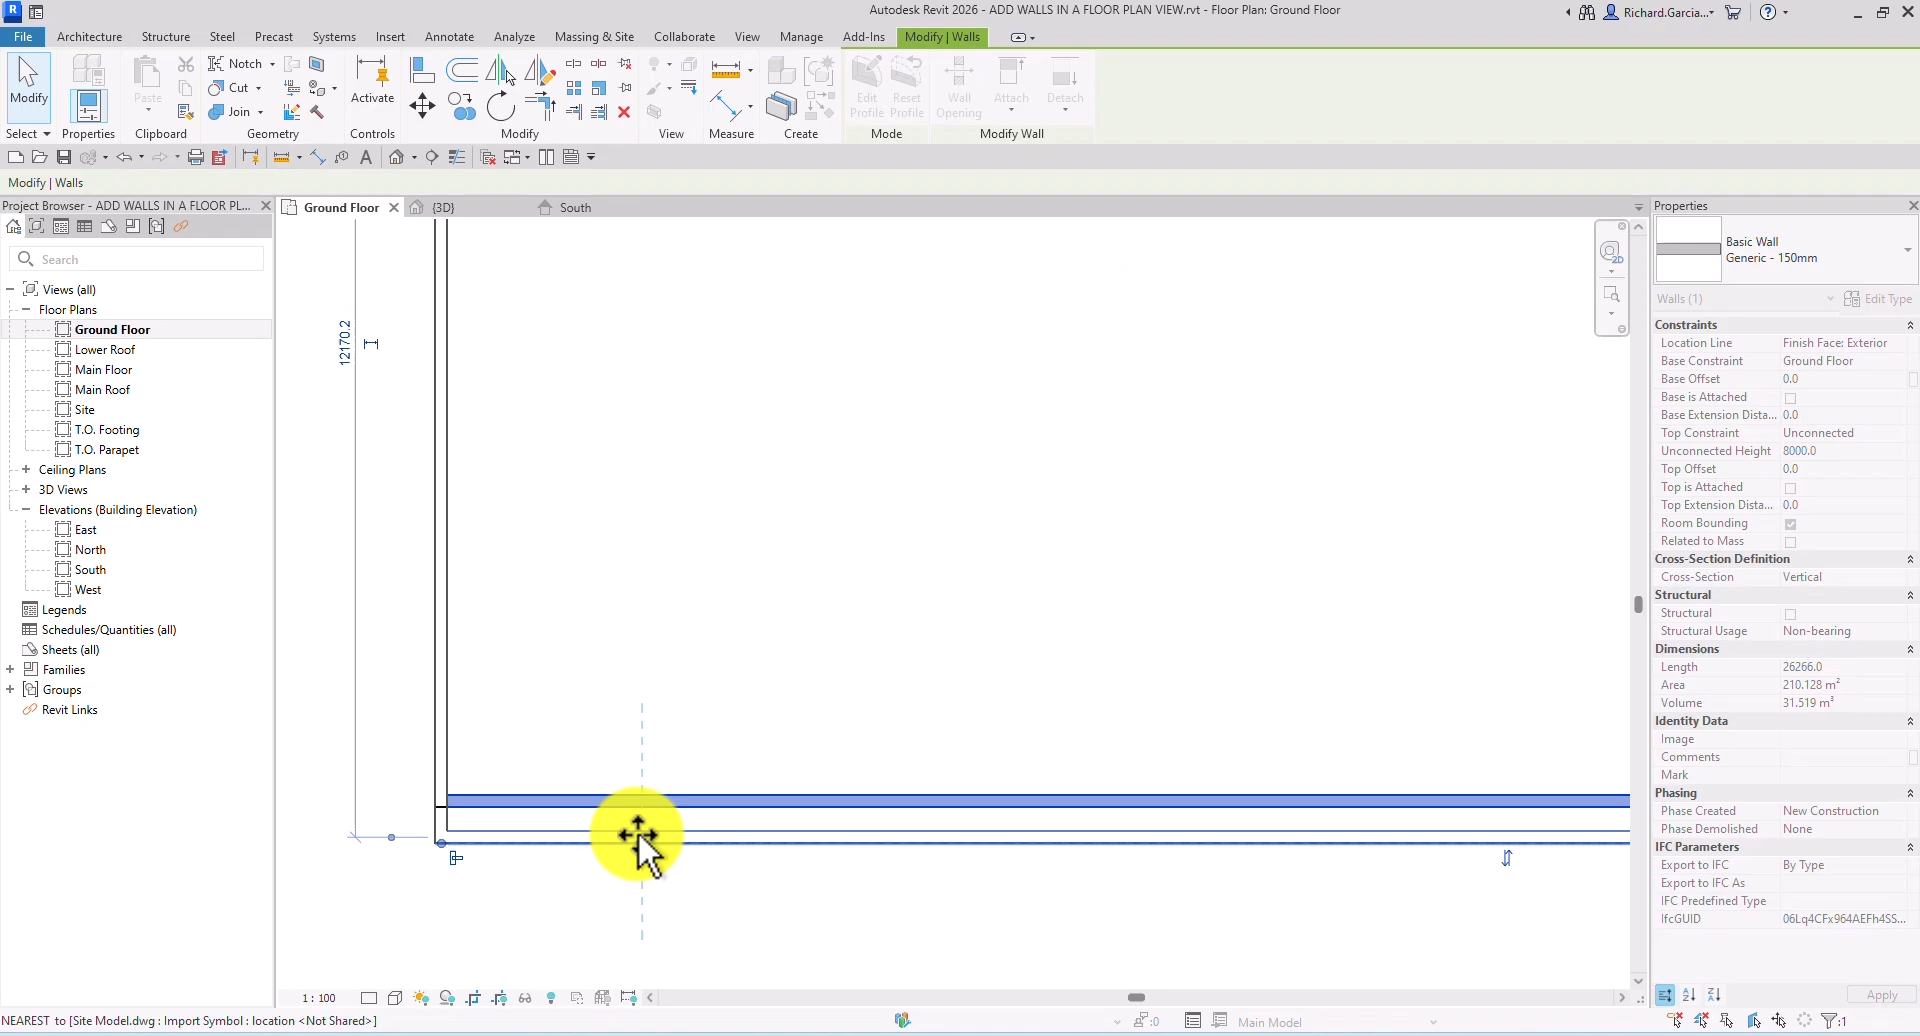 R
Autodesk Revit 2026 - ADD WALLS IN A FLOOR PLAN VIEW.rvt - Floor Plan: Ground Floor
Richard.Garcia...
File Architecture Structure Steel Precast Systems Insert Annotate Analyze Massing & Site Collaborate View Manage Add-Ins Modify | Walls
Modify
Paste
Notch
Cut
Join
Activate
Edit Profile
Reset Profile
Wall Opening
Attach
Detach
Select Properties Clipboard Geometry Controls Modify View Measure Create Mode Modify Wall
A
Modify | Walls
Project Browser - ADD WALLS IN A FLOOR PL...
Ground Floor
{3D}
South
Properties
Search
Views (all)
Floor Plans
Ground Floor
Lower Roof
Main Floor
Main Roof
Site
T.O. Footing
T.O. Parapet
Ceiling Plans
3D Views
Elevations (Building Elevation)
East
North
South
West
Legends
Schedules/Quantities (all)
Sheets (all)
Families
Groups
Revit Links
12170.2
2D
Basic Wall
Generic - 150mm
Walls (1)
Edit Type
Constraints
Location Line Finish Face: Exterior
Base Constraint Ground Floor
Base Offset 0.0
Base is Attached
Base Extension Dista... 0.0
Top Constraint Unconnected
Unconnected Height 8000.0
Top Offset 0.0
Top is Attached
Top Extension Dista... 0.0
Room Bounding
Related to Mass
Cross-Section Definition
Cross-Section Vertical
Structural
Structural
Structural Usage Non-bearing
Dimensions
Length 26266.0
Area 210.128 m²
Volume 31.519 m³
Identity Data
Image
Comments
Mark
Phasing
Phase Created New Construction
Phase Demolished None
IFC Parameters
Export to IFC By Type
Export to IFC As
IFC Predefined Type
IfcGUID 06Lq4CFx964AEFh4SS...
Apply
1 : 100
NEAREST to [Site Model.dwg : Import Symbol : location <Not Shared>]
:0
Main Model
:1